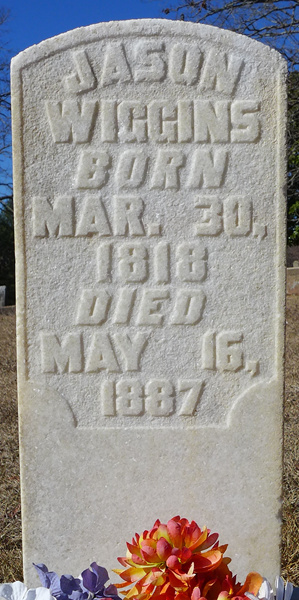 JASON
WIGGINS
BORN
MAR. 30.,
1818
DIED
MAY 16,
1887